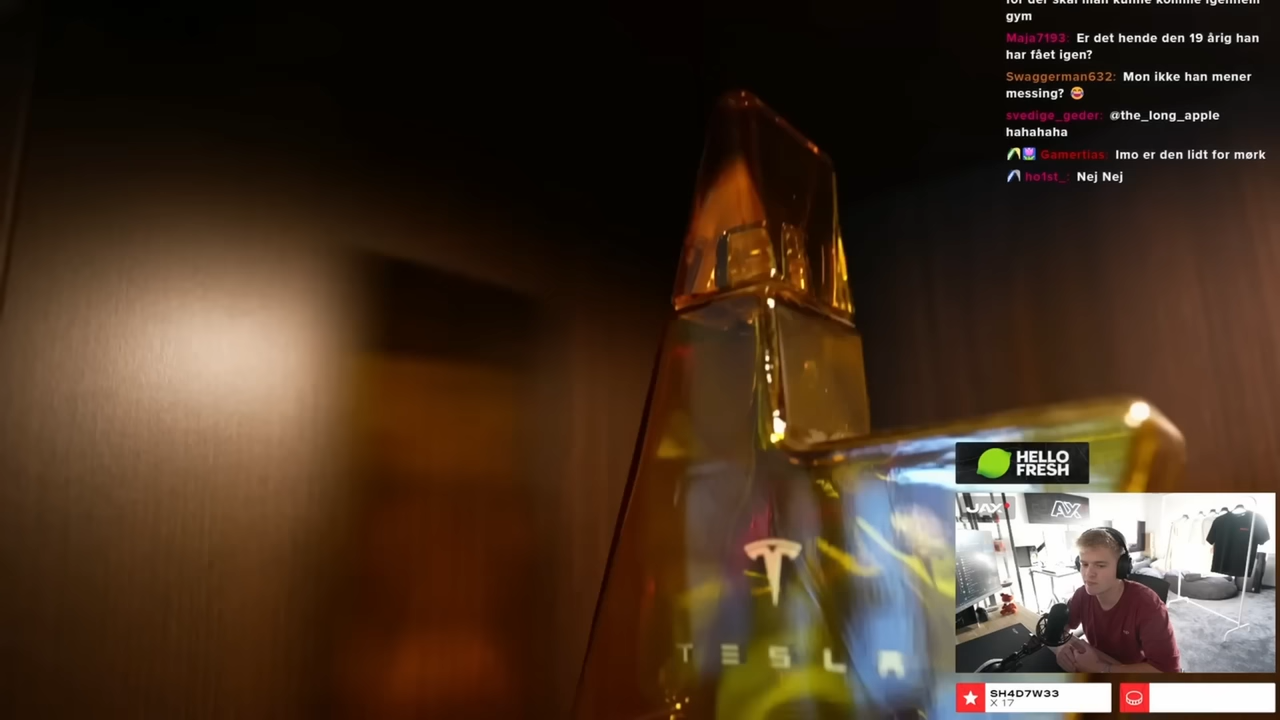 for der skal man kunne komme igennem
gym
Maja7193: Er det hende den 19 årig han
har fået igen?
Swaggerman632: Mon ikke han mener
messing? 😂
svedige_geder: @the_long_apple
hahahaha
Gamertias: Imo er den lidt for mørk
ho1st_: Nej Nej
HELLO
FRESH
JAX
AX
TESLA
SH4D7W33
X 17